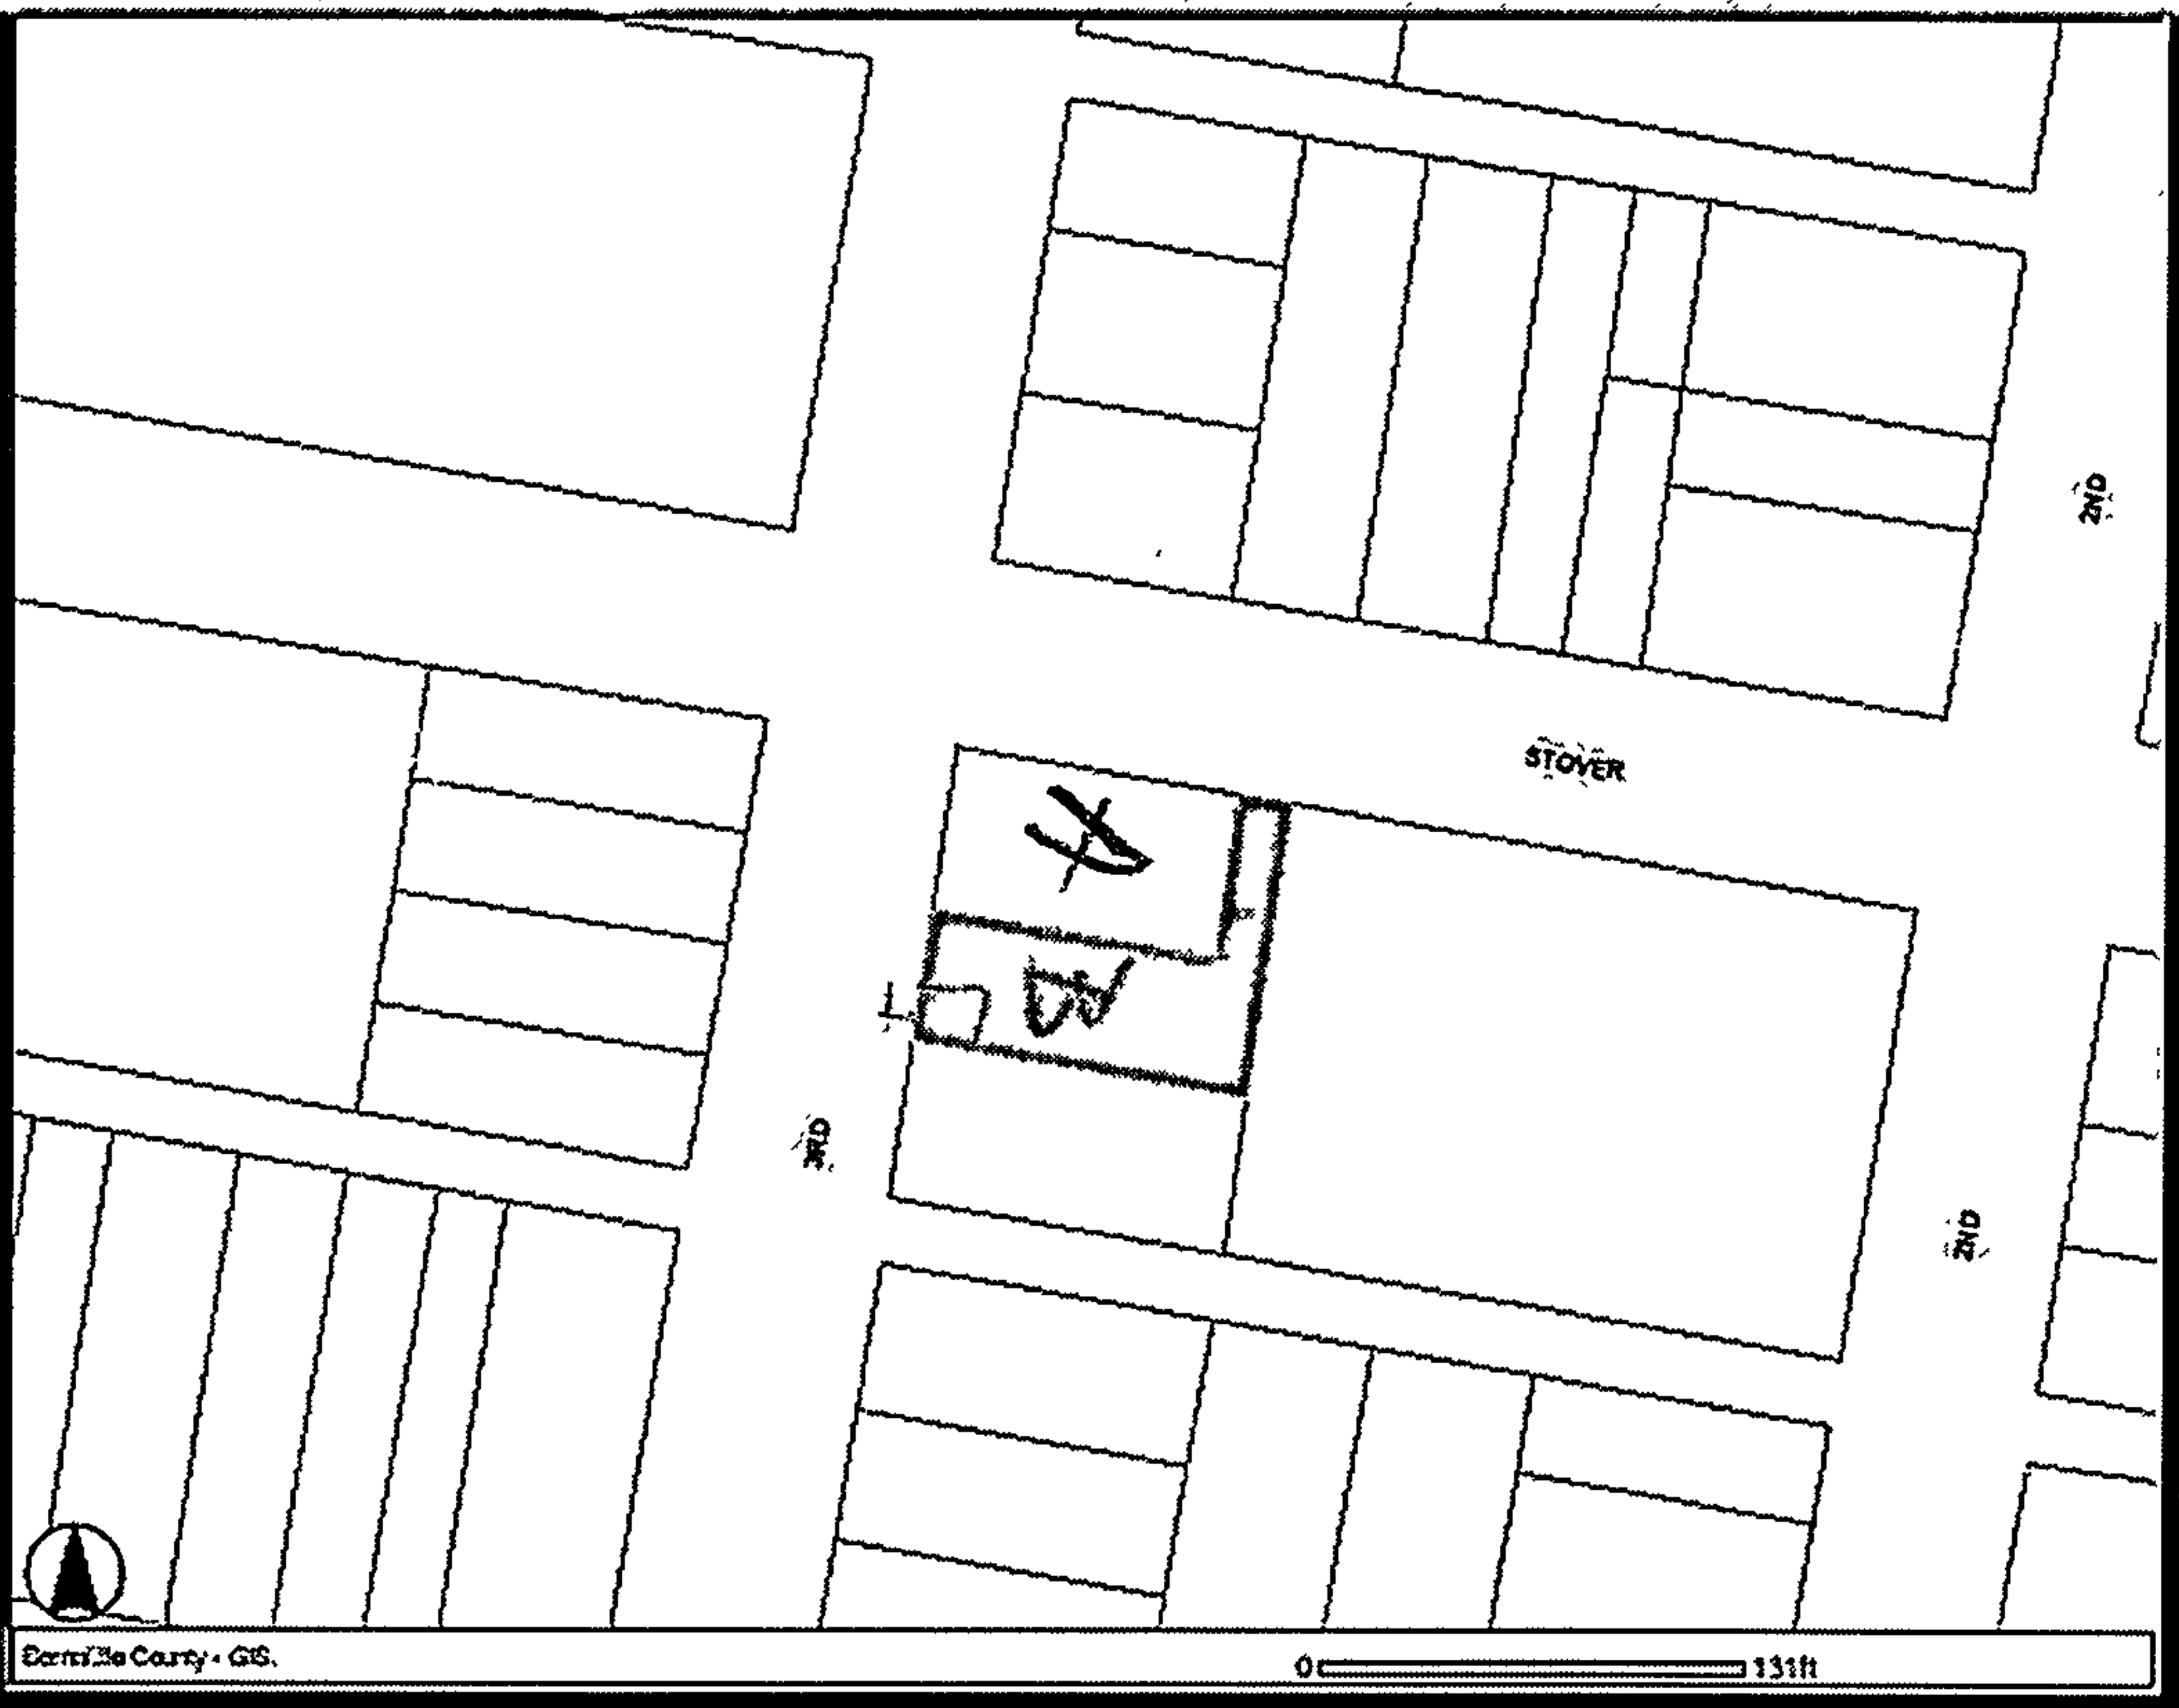 2ND
STOVER
3RD
2ND
County - GIS.
0 131ft